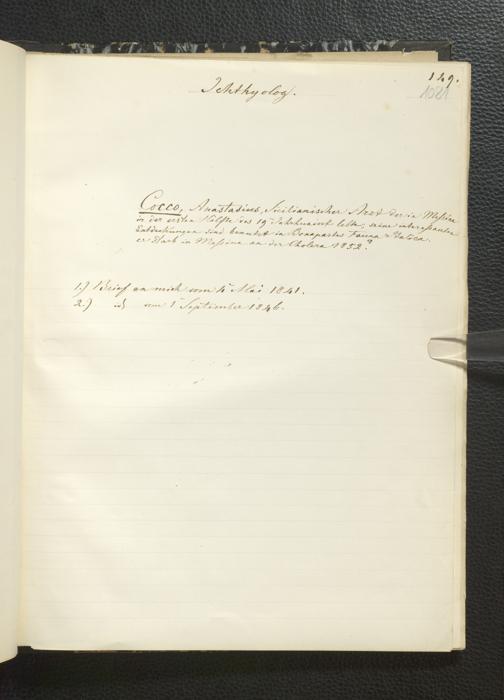 149.
1081
Ichthyolog.
Cocco, Anastasius, Sicilianischer Arzt der in Messina
in der ersten Hälfte des 19 Jahrhundert lebte; seine interessanten
Entdeckungen sind benutzt in Bonapartes Fauna Italica.
er starb in Messina an der Cholera 1852?
1.) Brief an mich vom 4 Mai 1841.
2.) vom 1 September 1846.